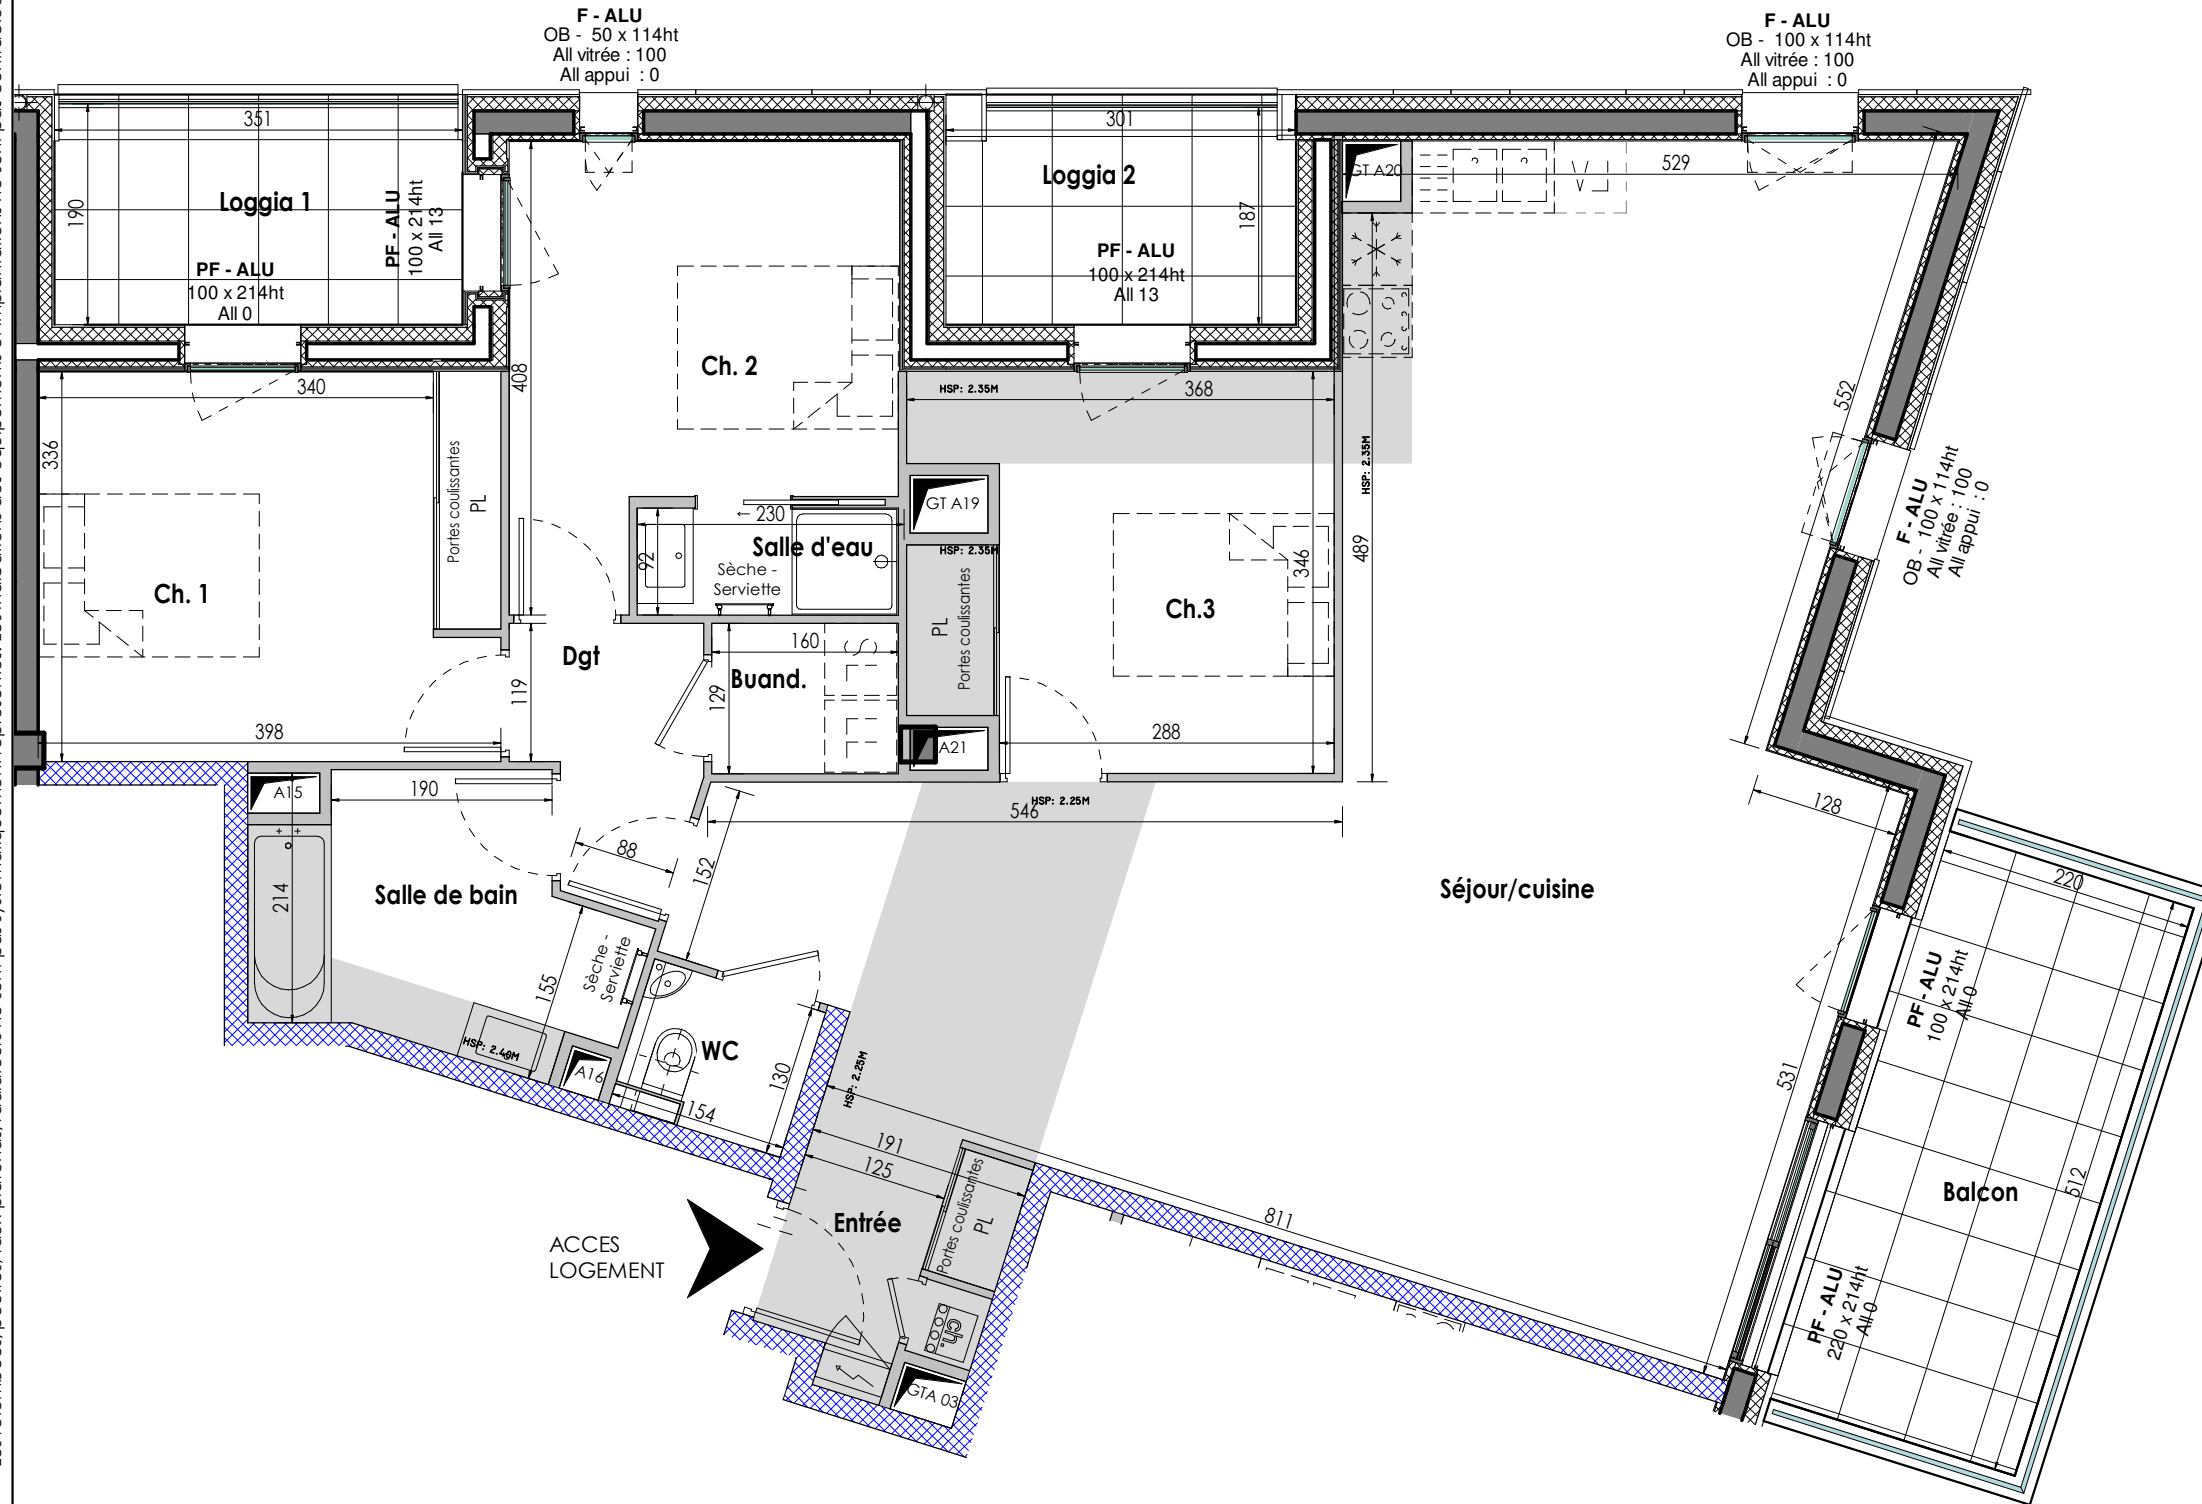 F - ALU
OB - 50 x 114ht
All vitrée : 100
All appui : 0
F - ALU
OB - 100 x 114ht
All vitrée : 100
All appui : 0
351
190
Loggia 1
PF - ALU
100 x 214ht
All 0
PF - ALU
100 x 214ht
All 13
301
Loggia 2
187
PF - ALU
100 x 214ht
All 13
GT A20
529
V
340
336
Portes coulissantes
PL
Ch. 1
398
408
Ch. 2
HSP: 2.35M
368
HSP: 2.35M
489
552
F - ALU
OB - 100 x 114ht
All vitrée : 100
All appui : 0
GT A19
← 230
Salle d'eau
92
Sèche -
Serviette
HSP: 2.35M
PL
Portes coulissantes
346
Ch.3
288
Dgt
119
160
Buand.
129
A21
A15
190
214
Salle de bain
88
152
HSP: 2.25M
546
128
Séjour/cuisine
Sèche -
Serviette
155
HSP: 2.40M
A16
WC
154
130
HSP: 2.25M
191
125
Entrée
Portes coulissantes
PL
ACCES
LOGEMENT
ch.
GTA 03
811
531
220
PF - ALU
100 x 214ht
All 0
Balcon
512
PF - ALU
220 x 214ht
All 0